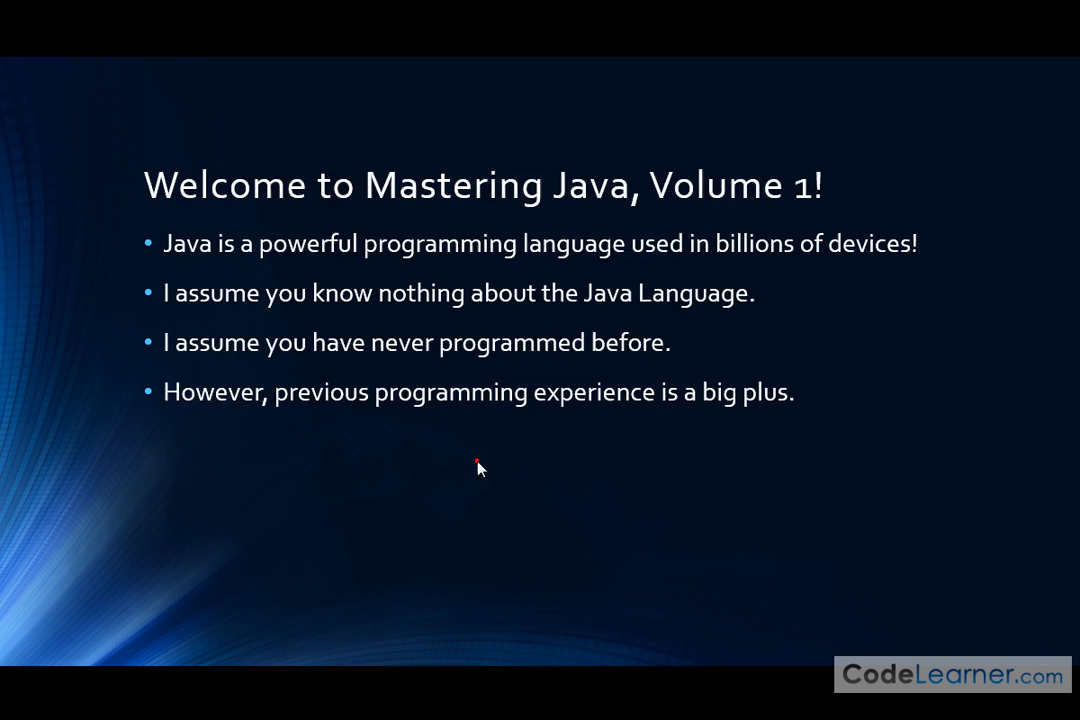 Welcome to Mastering Java, Volume 1!
• Java is a powerful programming language used in billions of devices!
• I assume you know nothing about the Java Language.
• I assume you have never programmed before.
• However, previous programming experience is a big plus.
CodeLearner.com